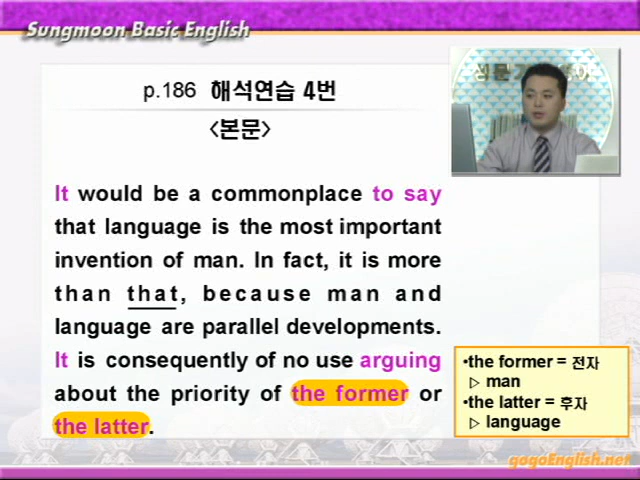 Sungmoon Basic English
p.186 해석연습 4번
<본문>
It would be a commonplace to say
that language is the most important
invention of man. In fact, it is more
than that, because man and
language are parallel developments.
It is consequently of no use arguing
about the priority of the former or
the latter.
•the former = 전자
▷ man
•the latter = 후자
▷ language
gogoEnglish.net